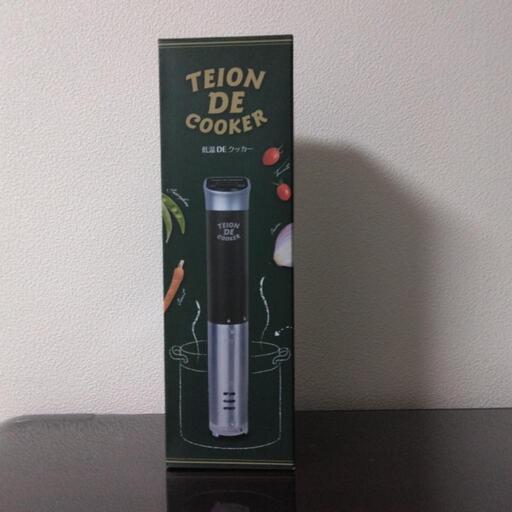 TEION
DE
COOKER
低温 DE クッカー
TEION
DE
COOKER